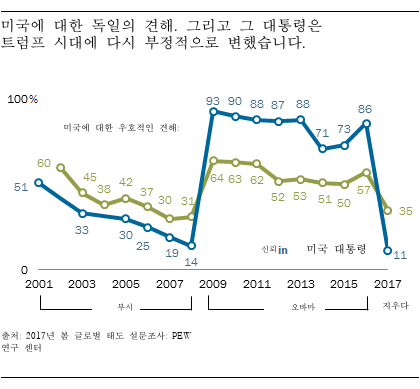 미국에 대한 독일의 견해. 그리고 그 대통령은
트럼프 시대에 다시 부정적으로 변했습니다.
100%
93 90 88 87 88 71 73 86
미국에 대한 우호적인 견해:
60 45 38 42 37 30 31
64 63 62 52 53 51 50 57 35
51 33 30 25 19 14
신뢰in 미국 대통령
11
0
2001 2003 2005 2007 2009 2011 2013 2015 2017
부시 오바마 지우다
출처: 2017년 봄 글로벌 태도 설문조사: PEW
연구 센터